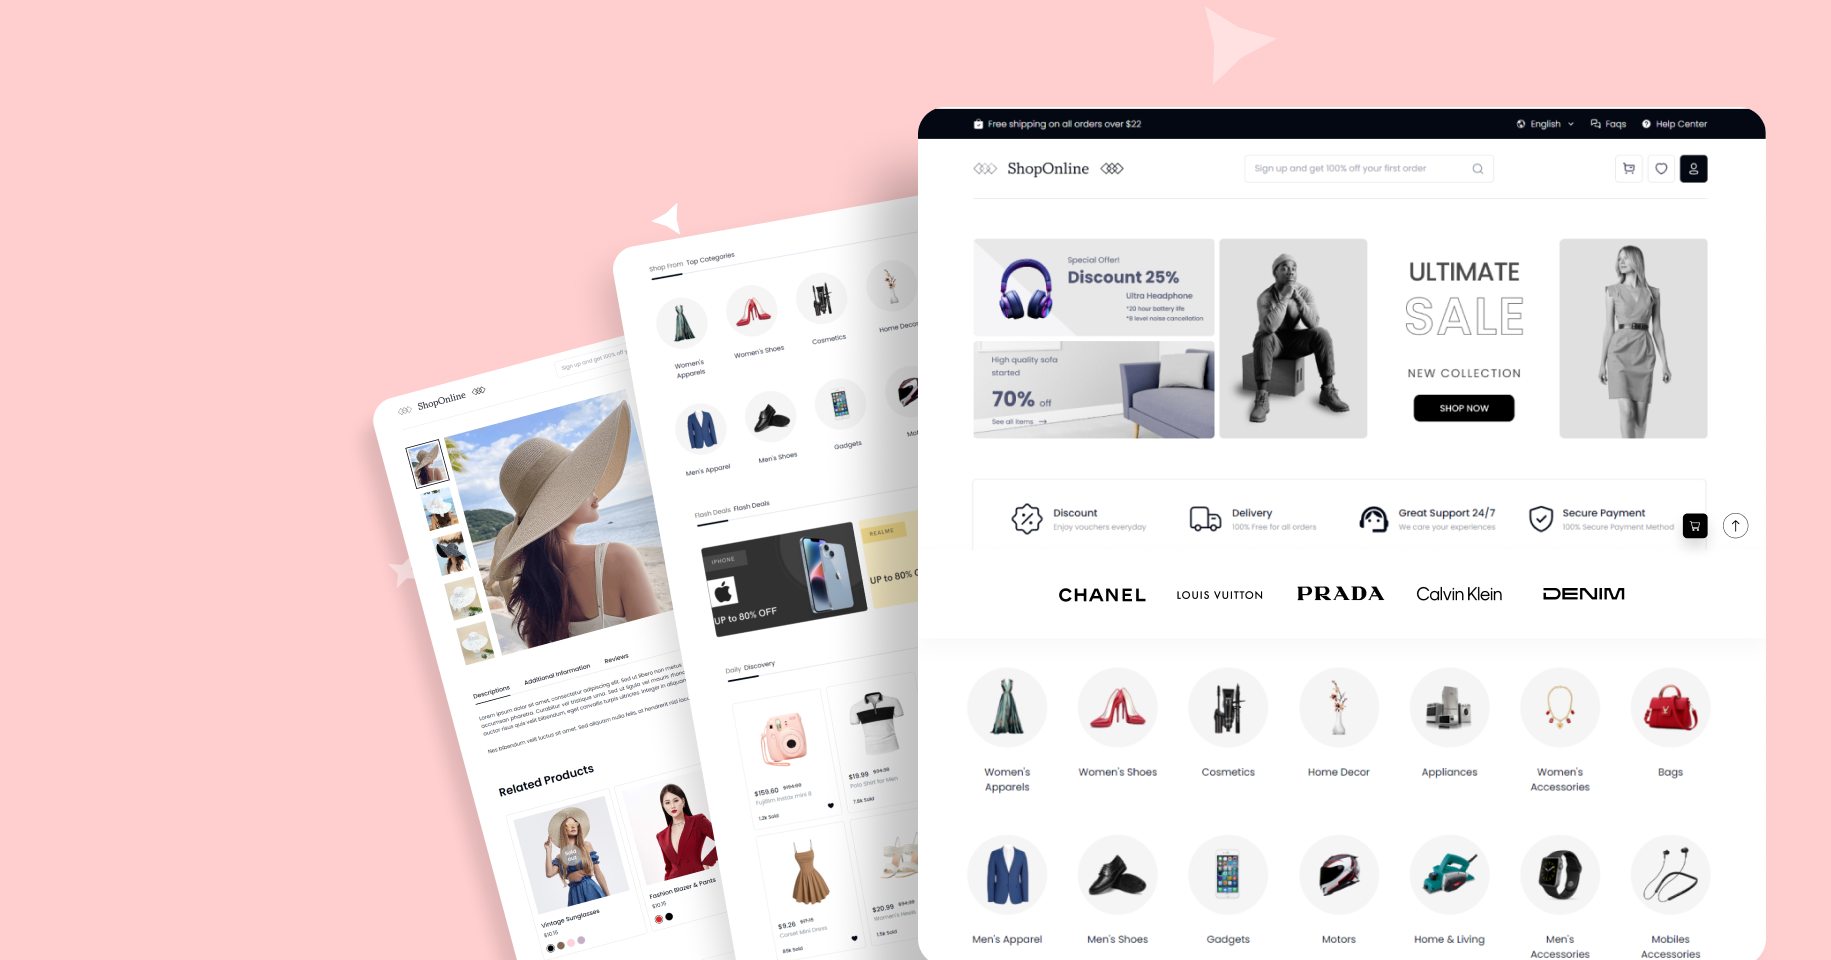 Free shipping on all orders over $22
English
Faqs
Help Center
ShopOnline
Sign up and get 100% off your first order
Special Offer!
Discount 25%
Ultra Headphone
*20 hour battery life
*8 level noise cancellation
High quality sofa
started
70% off
See all items
ULTIMATE
SALE
NEW COLLECTION
SHOP NOW
Discount
Enjoy vouchers everyday
Delivery
100% Free for all orders
Great Support 24/7
We care your experiences
Secure Payment
100% Secure Payment Method
CHANEL
LOUIS VUITTON
PRADA
Calvin Klein
DENIM
Women's
Apparels
Women's Shoes
Cosmetics
Home Decor
Appliances
Women's
Accessories
Bags
Men's Apparel
Men's Shoes
Gadgets
Motors
Home & Living
Men's
Accessories
Mobiles
Accessories
Shop From Top Categories
Women's
Apparels
Women's Shoes
Cosmetics
Home Decor
Men's Apparel
Men's Shoes
Gadgets
Flash Deals Flash Deals
IPHONE
UP to 80% OFF
REALME
UP to 80%
Daily Discovery
$159.60
Fujifilm Instax mini 8
1.2k Sold
$19.99
Polo Shirt for Men
$9.26
Corset Mini Dress
$20.99
Women's Heels
1.5k Sold
ShopOnline
Sign up and get 100% off
Descriptions
Additional Information
Reviews
Lorem ipsum dolor sit amet, consectetur adipiscing elit. Sed ut libero non metus
Related Products
SOLD
OUT
Vintage Sunglasses
$10.15
Fashion Blazer & Pants
$10.15